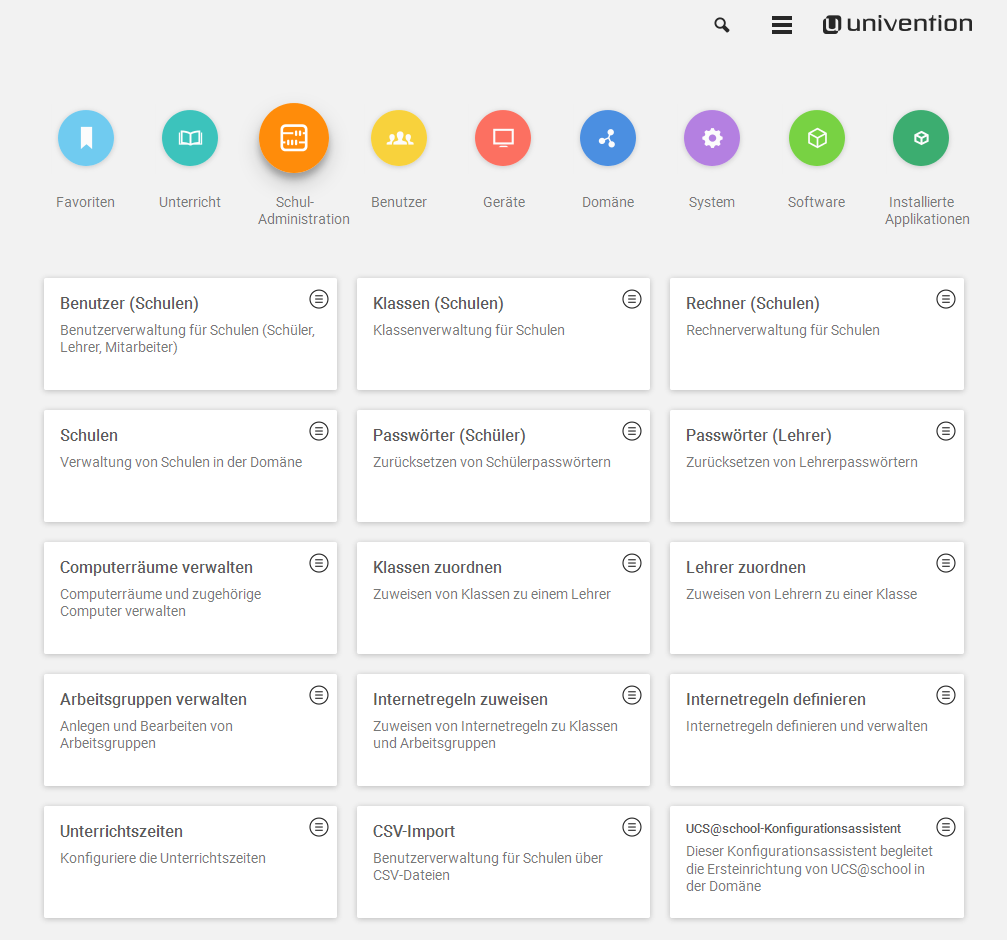 univention
Favoriten
Unterricht
Schul-
Administration
Benutzer
Geräte
Domäne
System
Software
Installierte
Applikationen
Benutzer (Schulen)
Benutzerverwaltung für Schulen (Schüler,
Lehrer, Mitarbeiter)
Klassen (Schulen)
Klassenverwaltung für Schulen
Rechner (Schulen)
Rechnerverwaltung für Schulen
Schulen
Verwaltung von Schulen in der Domäne
Passwörter (Schüler)
Zurücksetzen von Schülerpasswörtern
Passwörter (Lehrer)
Zurücksetzen von Lehrerpasswörtern
Computerräume verwalten
Computerräume und zugehörige
Computer verwalten
Klassen zuordnen
Zuweisen von Klassen zu einem Lehrer
Lehrer zuordnen
Zuweisen von Lehrern zu einer Klasse
Arbeitsgruppen verwalten
Anlegen und Bearbeiten von
Arbeitsgruppen
Internetregeln zuweisen
Zuweisen von Internetregeln zu Klassen
und Arbeitsgruppen
Internetregeln definieren
Internetregeln definieren und verwalten
Unterrichtszeiten
Konfiguriere die Unterrichtszeiten
CSV-Import
Benutzerverwaltung für Schulen über
CSV-Dateien
UCS@school-Konfigurationsassistent
Dieser Konfigurationsassistent begleitet
die Ersteinrichtung von UCS@school in
der Domäne